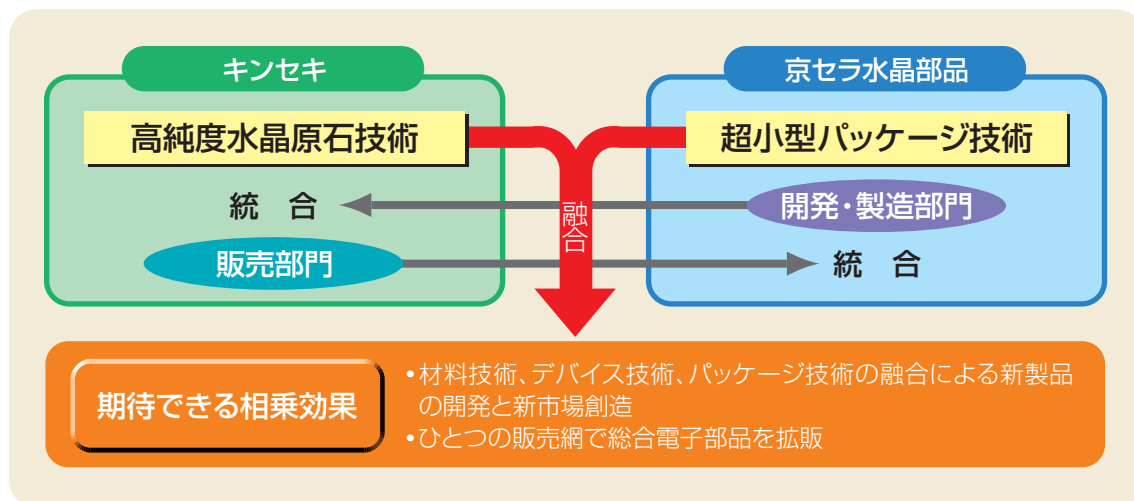 キンセキ
京セラ水晶部品
高純度水晶原石技術
超小型パッケージ技術
統 合
開発・製造部門
融合
販売部門
統 合
期待できる相乗効果
•材料技術、デバイス技術、パッケージ技術の融合による新製品
の開発と新市場創造
•ひとつの販売網で総合電子部品を拡販